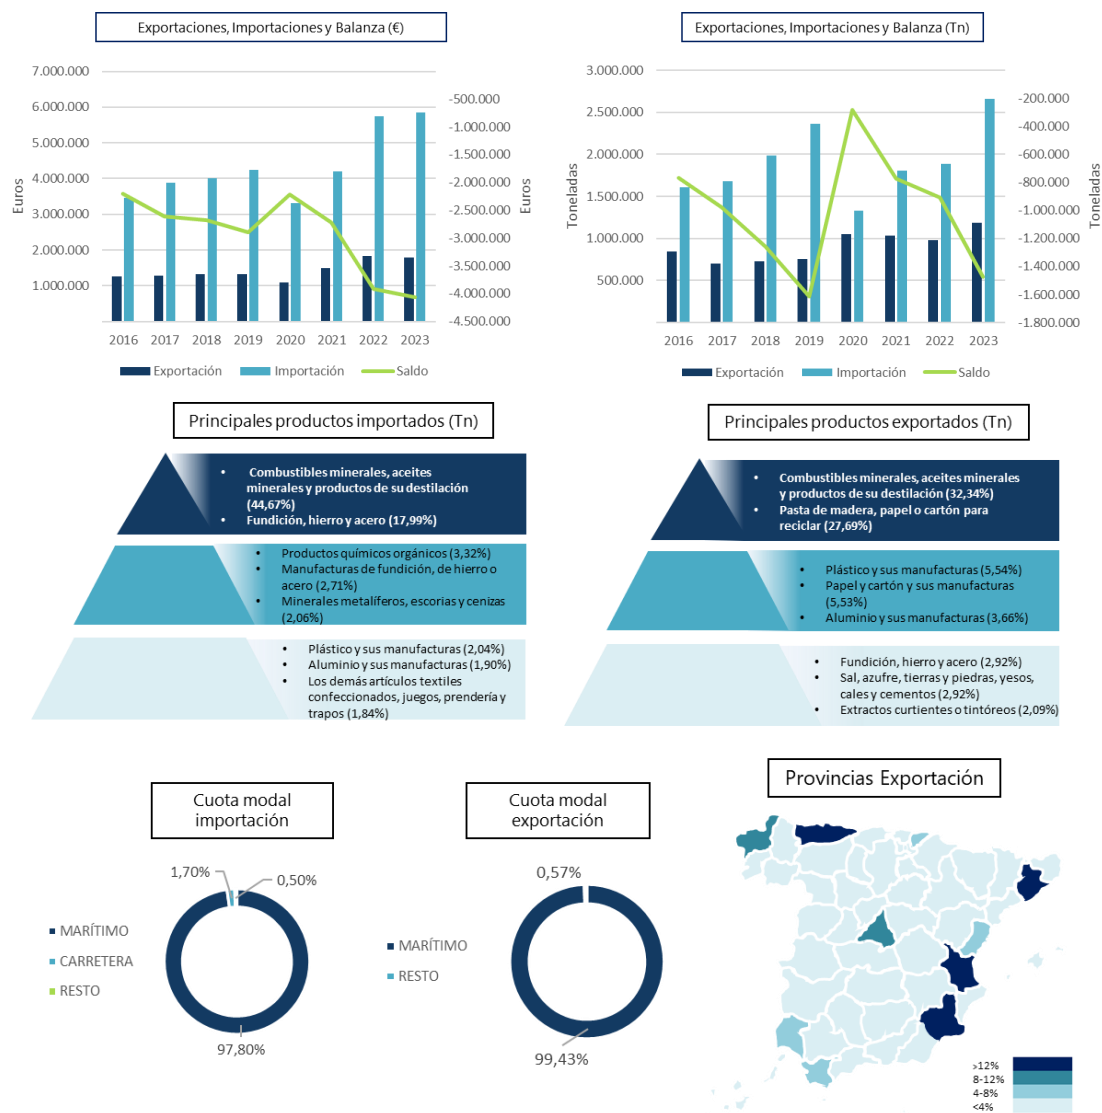 Exportaciones, Importaciones y Balanza (€)
7.000.000
6.000.000
5.000.000
4.000.000
3.000.000
2.000.000
1.000.000
Euros
-500.000
-1.000.000
-1.500.000
-2.000.000
-2.500.000
-3.000.000
-3.500.000
-4.000.000
-4.500.000
Euros
2016 2017 2018 2019 2020 2021 2022 2023
Exportación Importación Saldo
Exportaciones, Importaciones y Balanza (Tn)
3.000.000
2.500.000
2.000.000
1.500.000
1.000.000
500.000
Toneladas
-200.000
-400.000
-600.000
-800.000
-1.000.000
-1.200.000
-1.400.000
-1.600.000
-1.800.000
Toneladas
2016 2017 2018 2019 2020 2021 2022 2023
Exportación Importación Saldo
Principales productos importados (Tn)
• Combustibles minerales, aceites
minerales y productos de su destilación
(44,67%)
• Fundición, hierro y acero (17,99%)
• Productos químicos orgánicos (3,32%)
• Manufacturas de fundición, de hierro o
acero (2,71%)
• Minerales metalíferos, escorias y cenizas
(2,06%)
• Plástico y sus manufacturas (2,04%)
• Aluminio y sus manufacturas (1,90%)
• Los demás artículos textiles
confeccionados, juegos, prendería y
trapos (1,84%)
Principales productos exportados (Tn)
• Combustibles minerales, aceites minerales
y productos de su destilación (32,34%)
• Pasta de madera, papel o cartón para
reciclar (27,69%)
• Plástico y sus manufacturas (5,54%)
• Papel y cartón y sus manufacturas
(5,53%)
• Aluminio y sus manufacturas (3,66%)
• Fundición, hierro y acero (2,92%)
• Sal, azufre, tierras y piedras, yesos,
cales y cementos (2,92%)
• Extractos curtientes o tintóreos (2,09%)
Cuota modal
importación
1,70%
0,50%
MARÍTIMO
CARRETERA
RESTO
97,80%
Cuota modal
exportación
0,57%
MARÍTIMO
RESTO
99,43%
Provincias Exportación
>12%
8-12%
4-8%
<4%